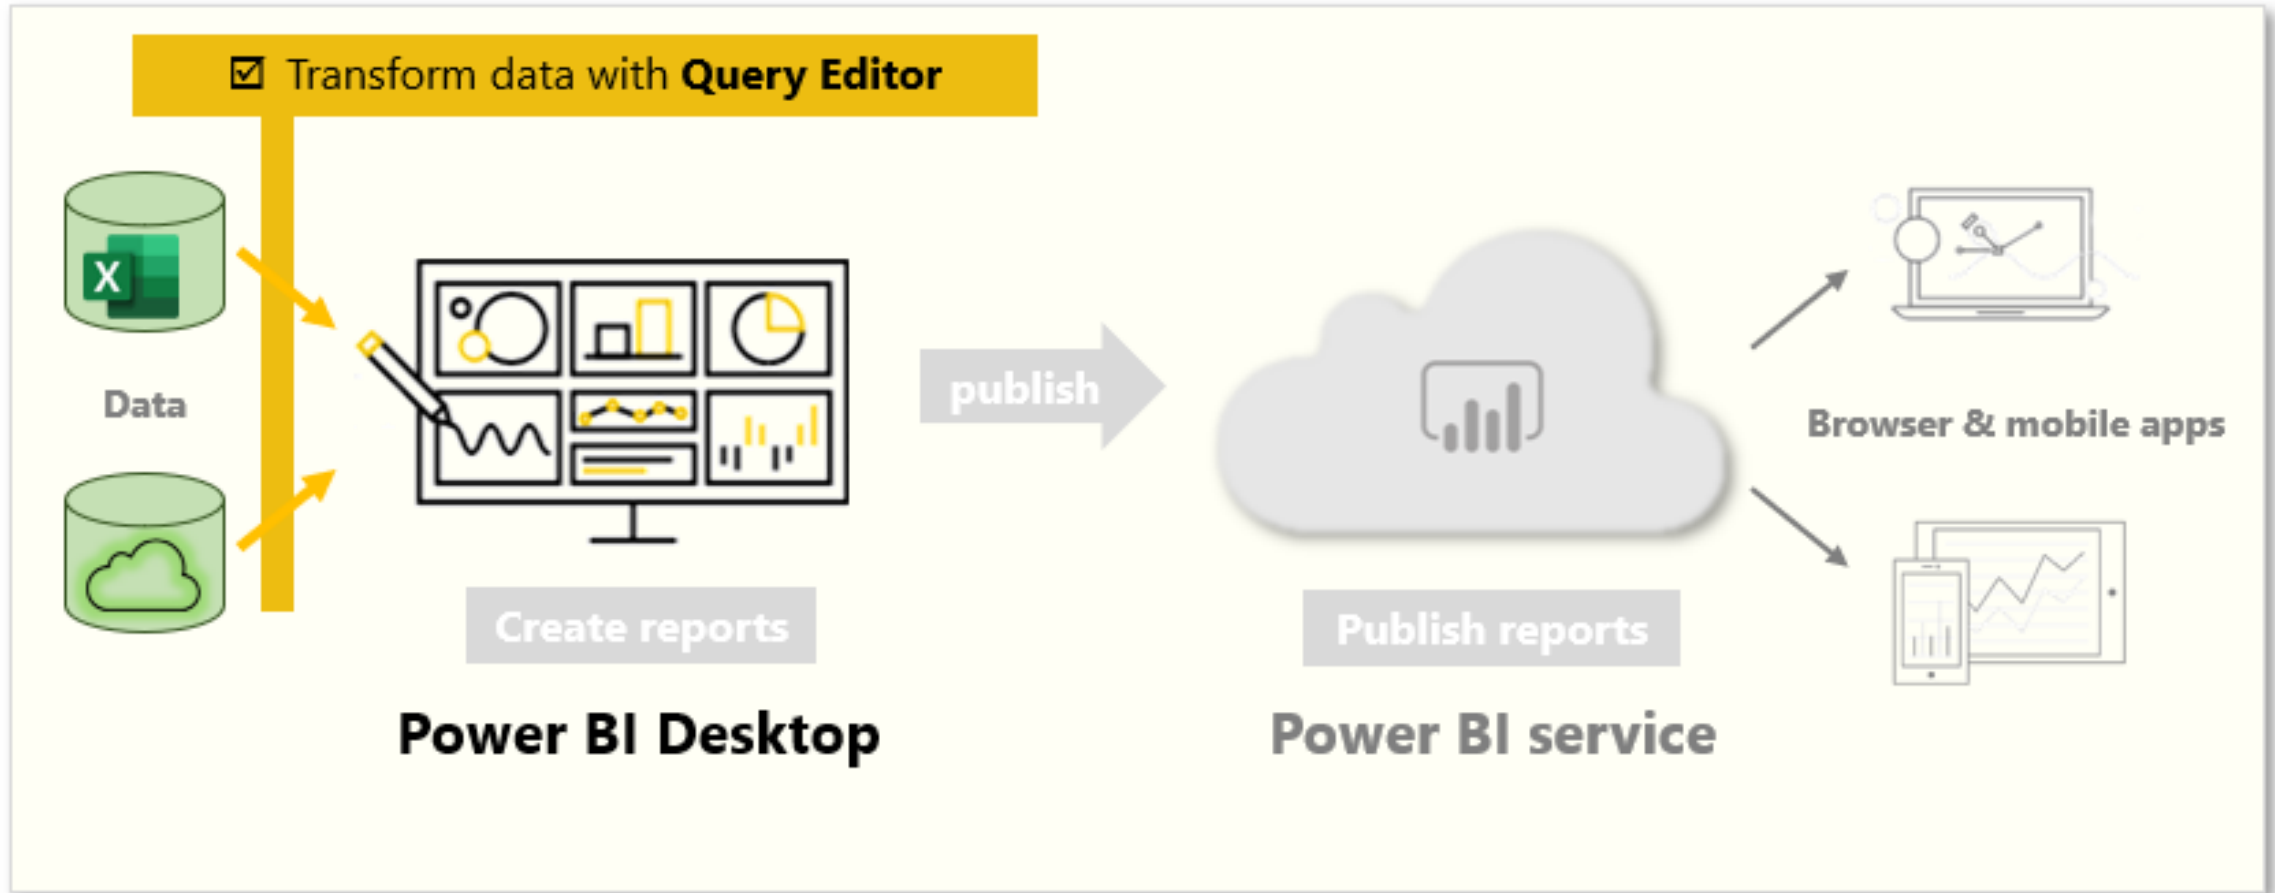 ☑ Transform data with Query Editor
X
Data
publish
Browser & mobile apps
Create reports
Publish reports
Power BI Desktop
Power BI service